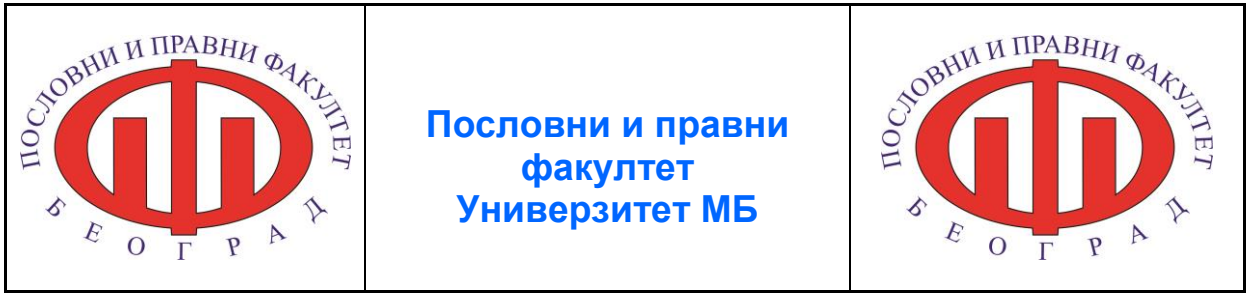 ПОСЛОВНИ И ПРАВНИ ФАКУЛТЕТ
БЕОГРАД
Пословни и правни
факултет
Универзитет МБ
ПОСЛОВНИ И ПРАВНИ ФАКУЛТЕТ
БЕОГРАД